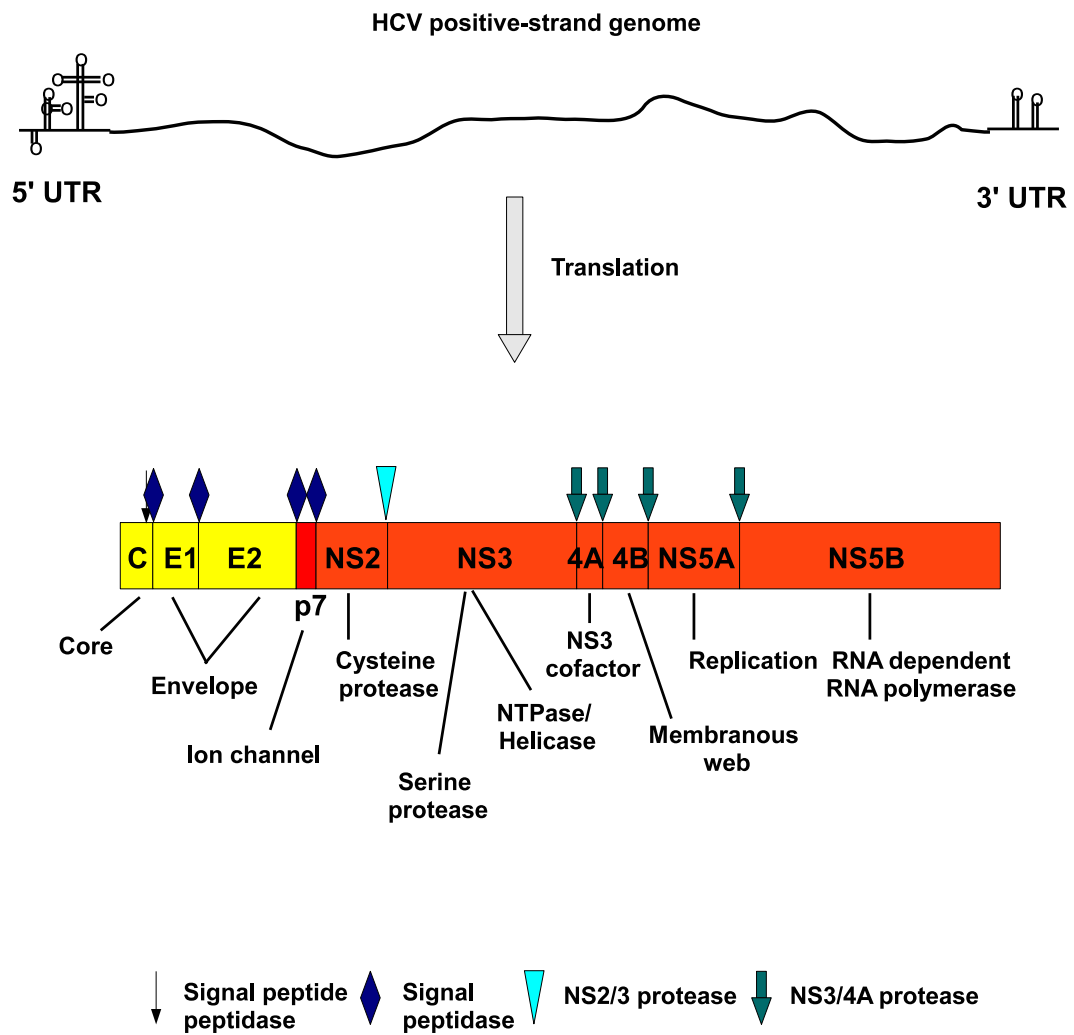 HCV positive-strand genome
5' UTR
3' UTR
Translation
C E1 E2 NS2 NS3 4A 4B NS5A NS5B
p7
Core
Envelope
Ion channel
Cysteine
protease
Serine
protease
NTPase/
Helicase
NS3
cofactor
Membranous
web
Replication
RNA dependent
RNA polymerase
Signal peptide
peptidase
Signal
peptidase
NS2/3 protease
NS3/4A protease